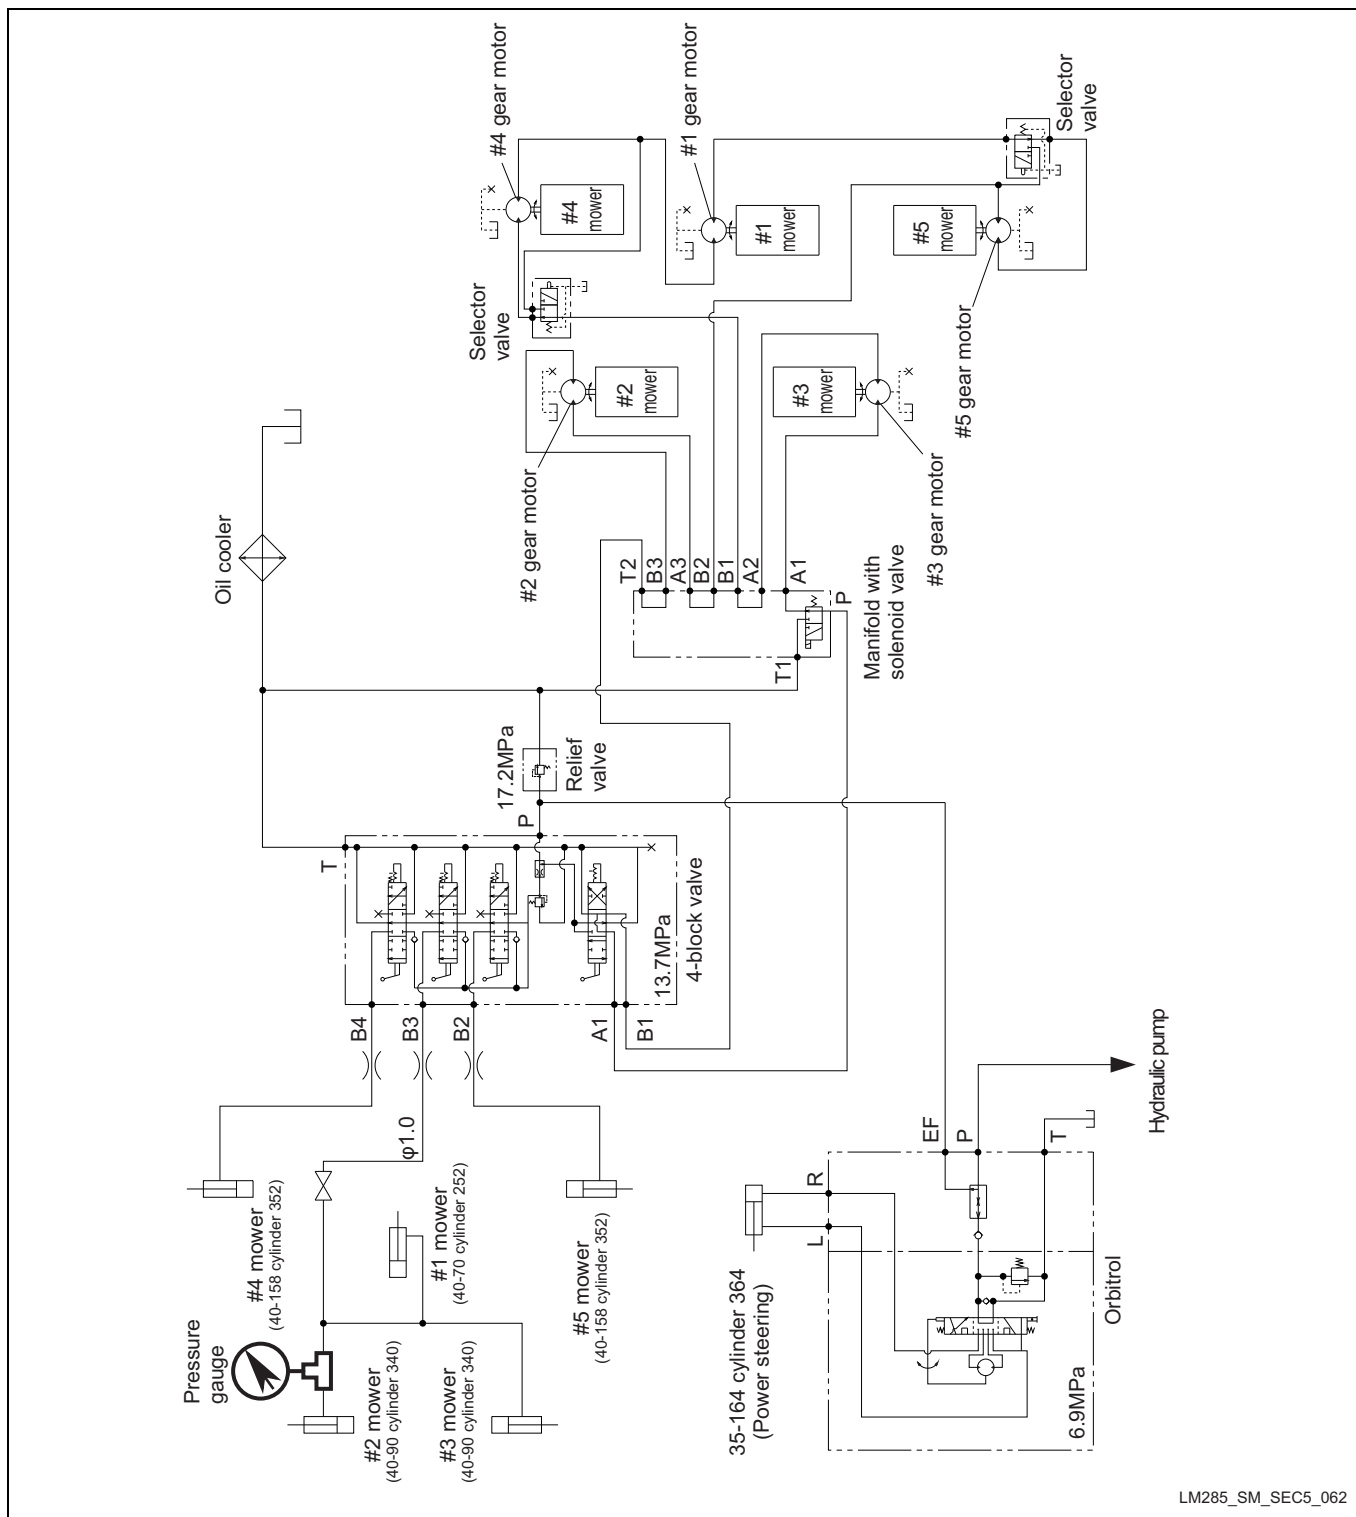 #4 gear motor
#1 gear motor
Selector
valve
#4
mower
#1
mower
#5
mower
Selector
valve
#2
mower
#3
mower
#2 gear motor
#3 gear motor
#5 gear motor
Oil cooler
T2
B3
A3
B2
B1
A2
A1
P
T1
Manifold with
solenoid valve
17.2MPa
Relief
valve
P
T
13.7MPa
4-block valve
B4
B3
B2
A1
B1
φ1.0
#4 mower
(40-158 cylinder 352)
#1 mower
(40-70 cylinder 252)
#5 mower
(40-158 cylinder 352)
Pressure
gauge
#2 mower
(40-90 cylinder 340)
#3 mower
(40-90 cylinder 340)
Hydraulic pump
EF
P
T
R
L
35-164 cylinder 364
(Power steering)
Orbitrol
6.9MPa
LM285_SM_SEC5_062